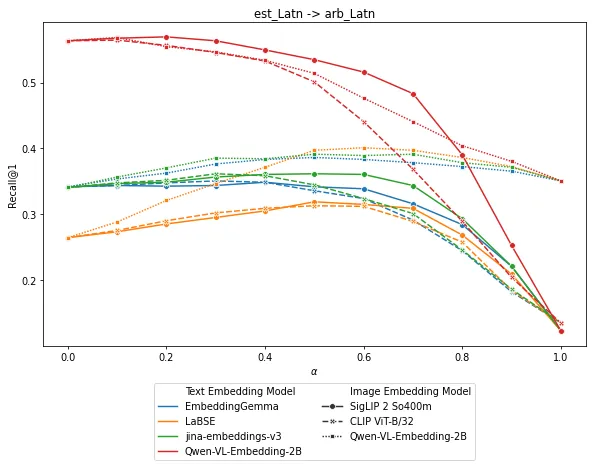 est_Latn -> arb_Latn
Recall@1
0.5
0.4
0.3
0.2
0.0 0.2 0.4 0.6 0.8 1.0
α
Text Embedding Model Image Embedding Model
EmbeddingGemma SigLIP 2 So400m
LaBSE CLIP ViT-B/32
jina-embeddings-v3 Qwen-VL-Embedding-2B
Qwen-VL-Embedding-2B